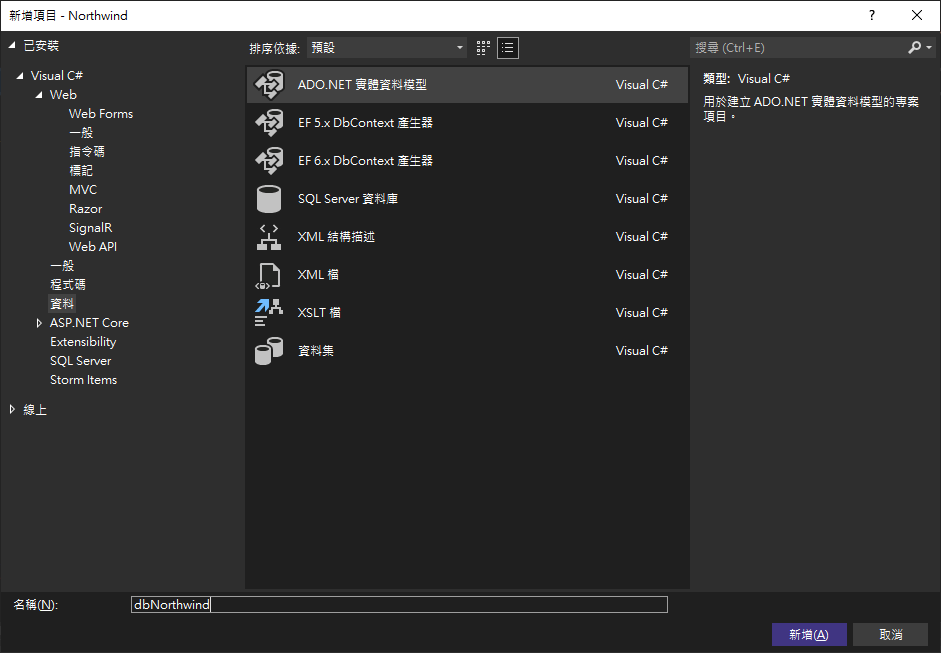 新增項目 - Northwind
?
已安裝
Visual C#
Web
Web Forms
一般
指令碼
標記
MVC
Razor
SignalR
Web API
一般
程式碼
資料
ASP.NET Core
Extensibility
SQL Server
Storm Items
線上
排序依據: 預設
ADO.NET 實體資料模型 Visual C#
EF 5.x DbContext 產生器 Visual C#
EF 6.x DbContext 產生器 Visual C#
SQL Server 資料庫 Visual C#
XML 結構描述 Visual C#
XML 檔 Visual C#
XSLT 檔 Visual C#
資料集 Visual C#
搜尋 (Ctrl+E)
類型: Visual C#
用於建立 ADO.NET 實體資料模型的專案
項目。
名稱(N): dbNorthwind
新增(A) 取消